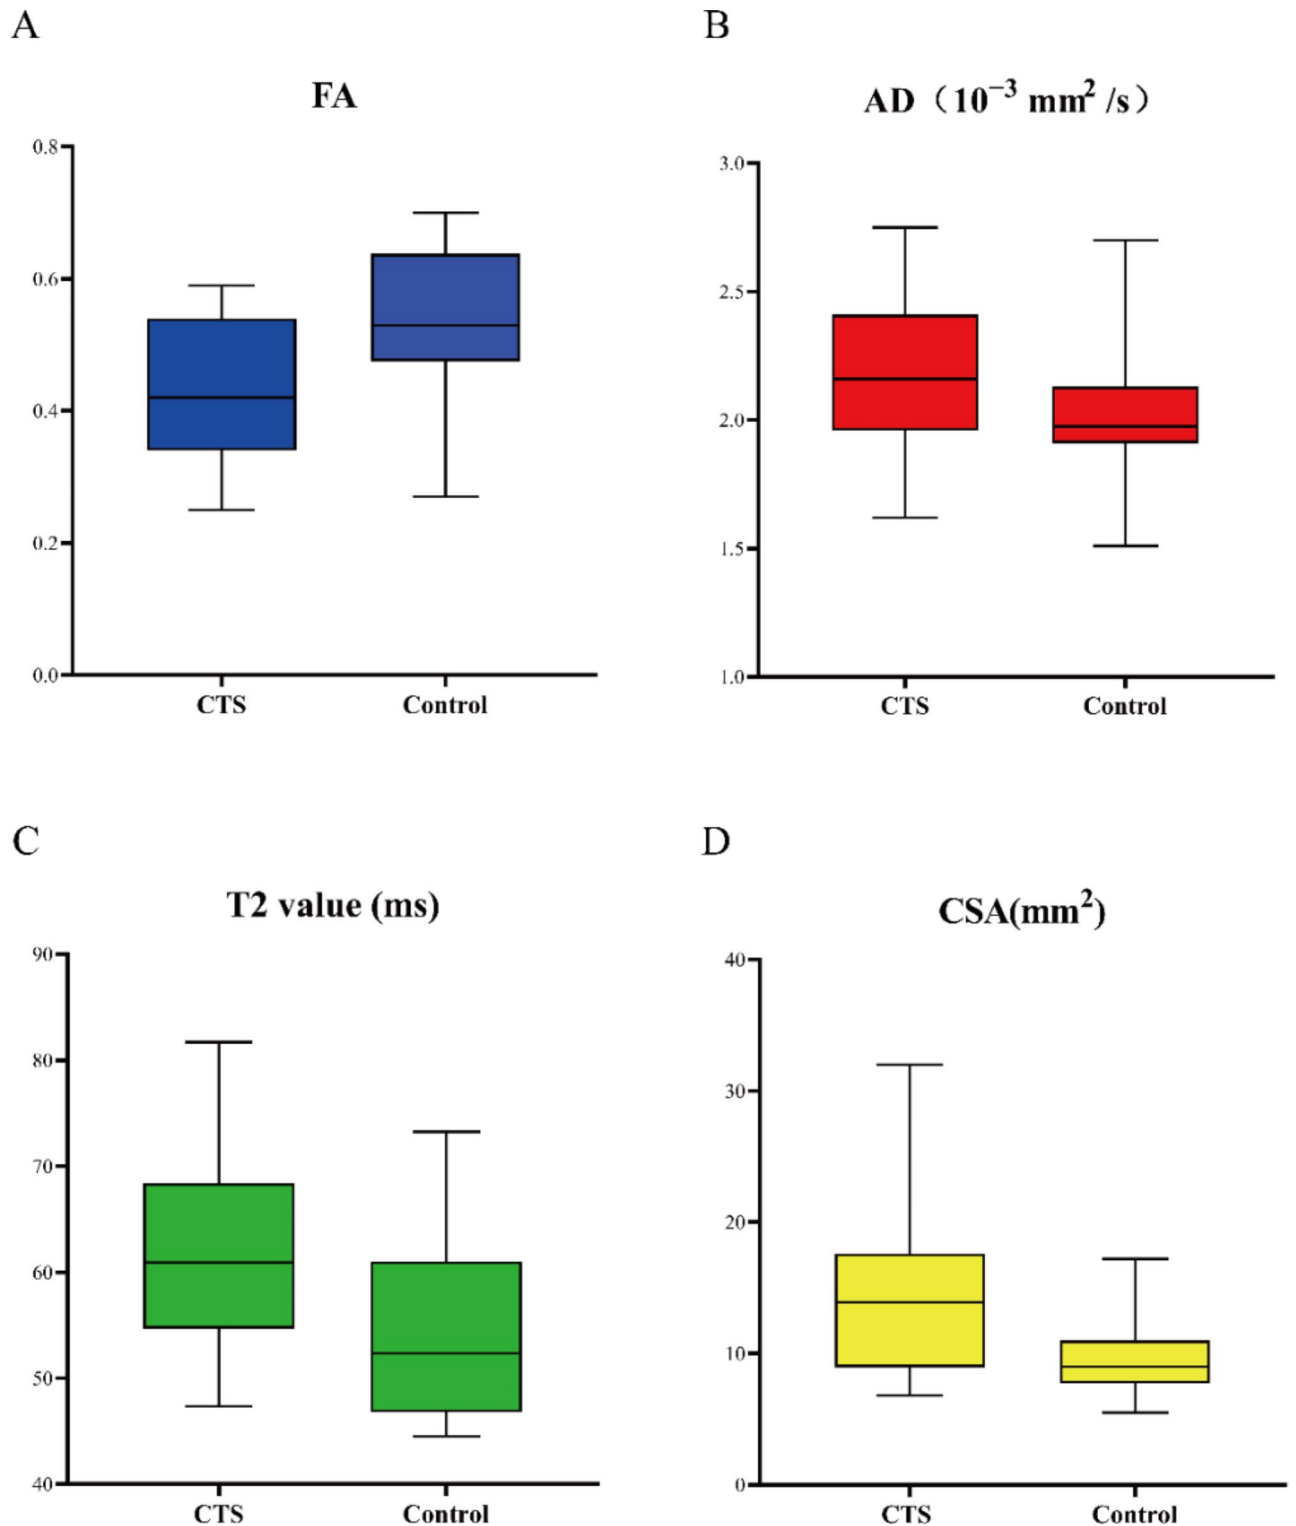 A
FA
0.8
0.6
0.4
0.2
0.0
CTS Control
B
AD（10⁻³ mm² /s）
3.0
2.5
2.0
1.5
1.0
CTS Control
C
T2 value (ms)
90
80
70
60
50
40
CTS Control
D
CSA(mm²)
40
30
20
10
0
CTS Control